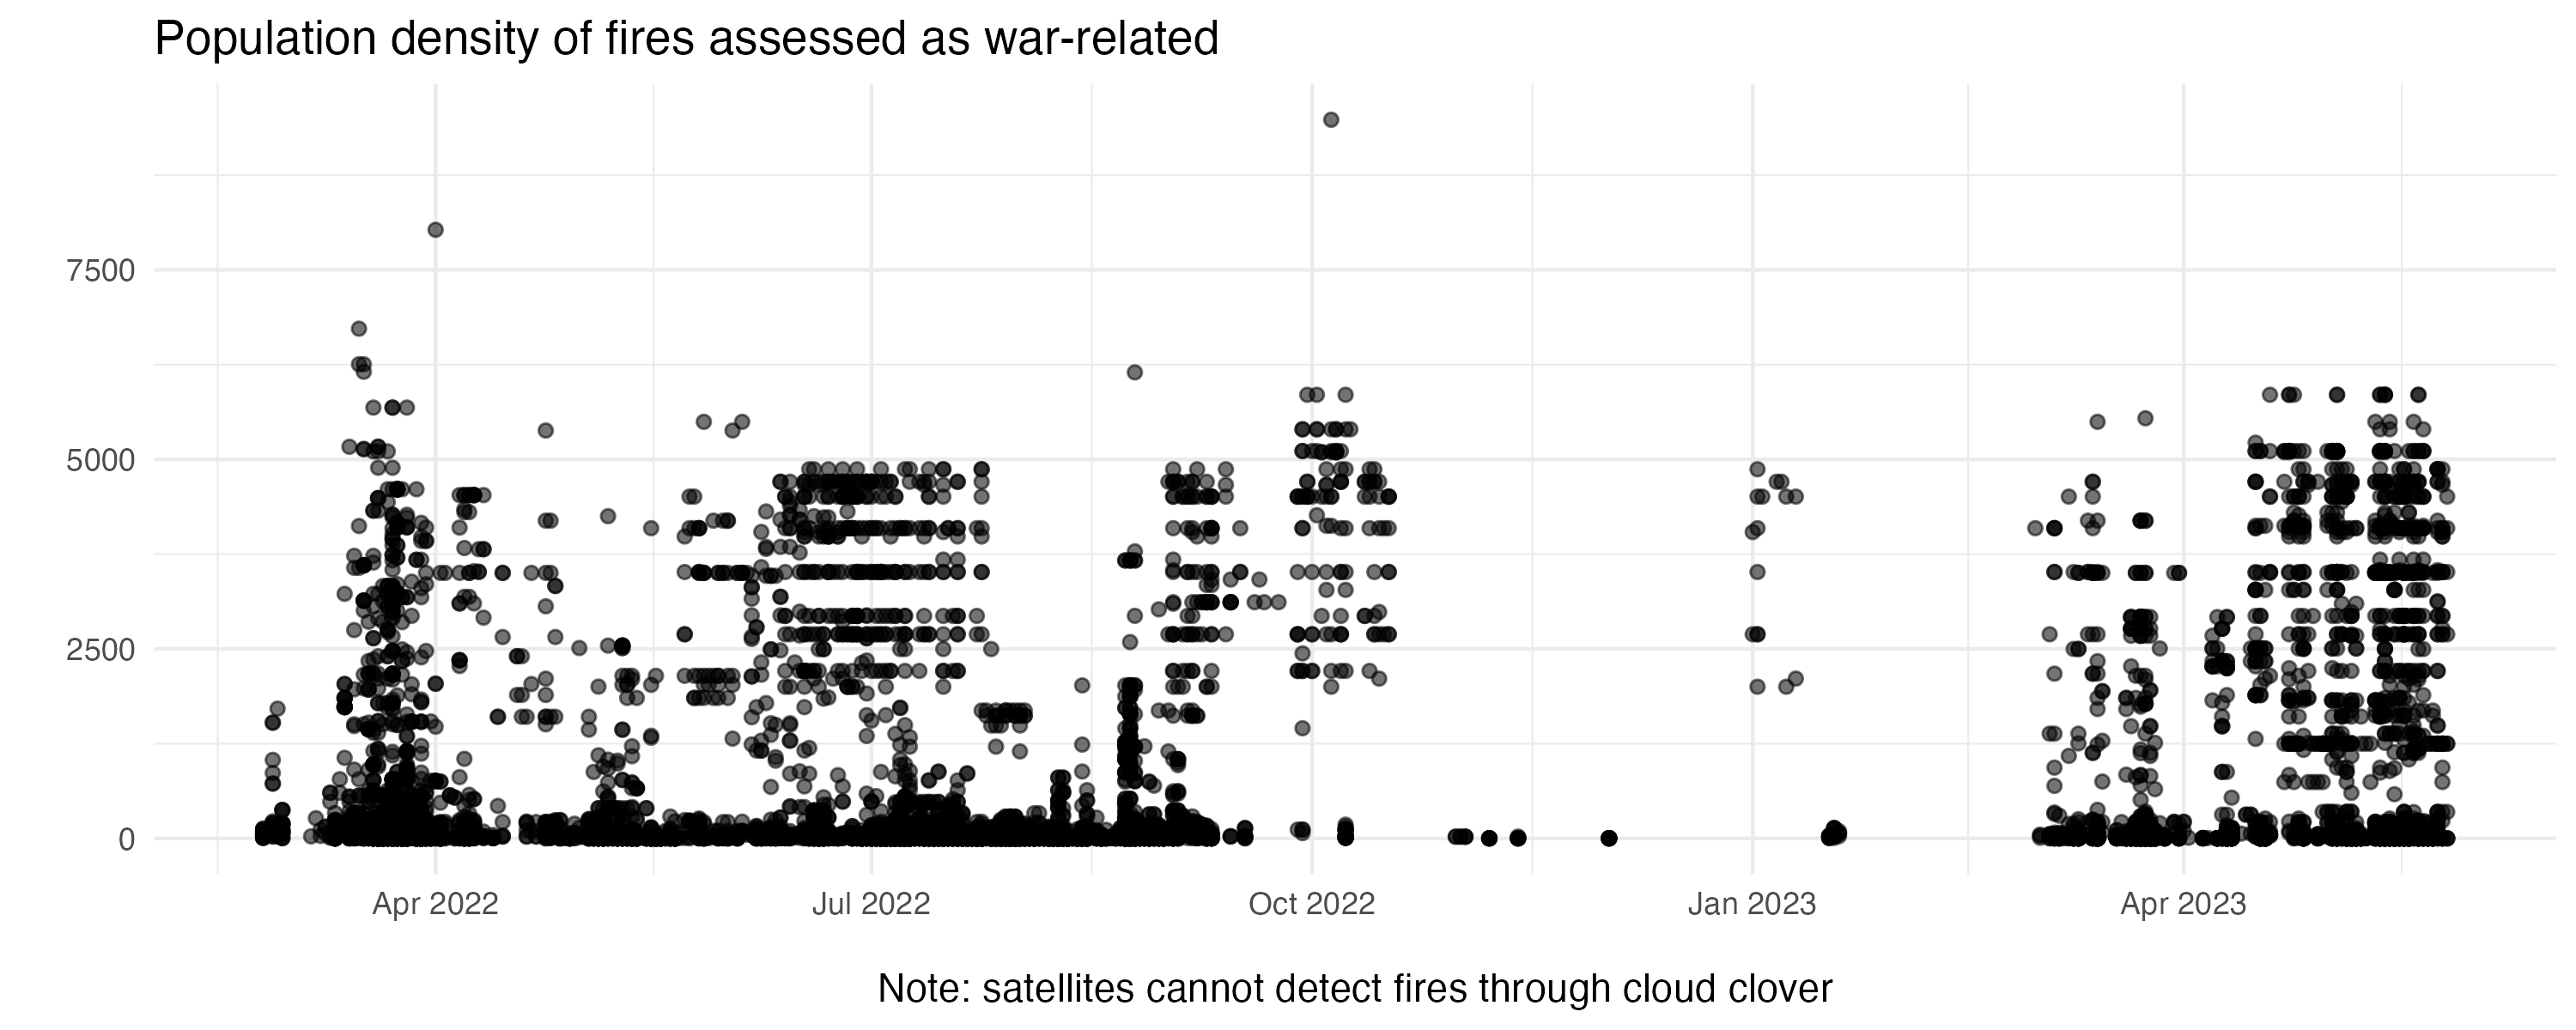 Population density of fires assessed as war-related
7500
5000
2500
0
Apr 2022
Jul 2022
Oct 2022
Jan 2023
Apr 2023
Note: satellites cannot detect fires through cloud clover